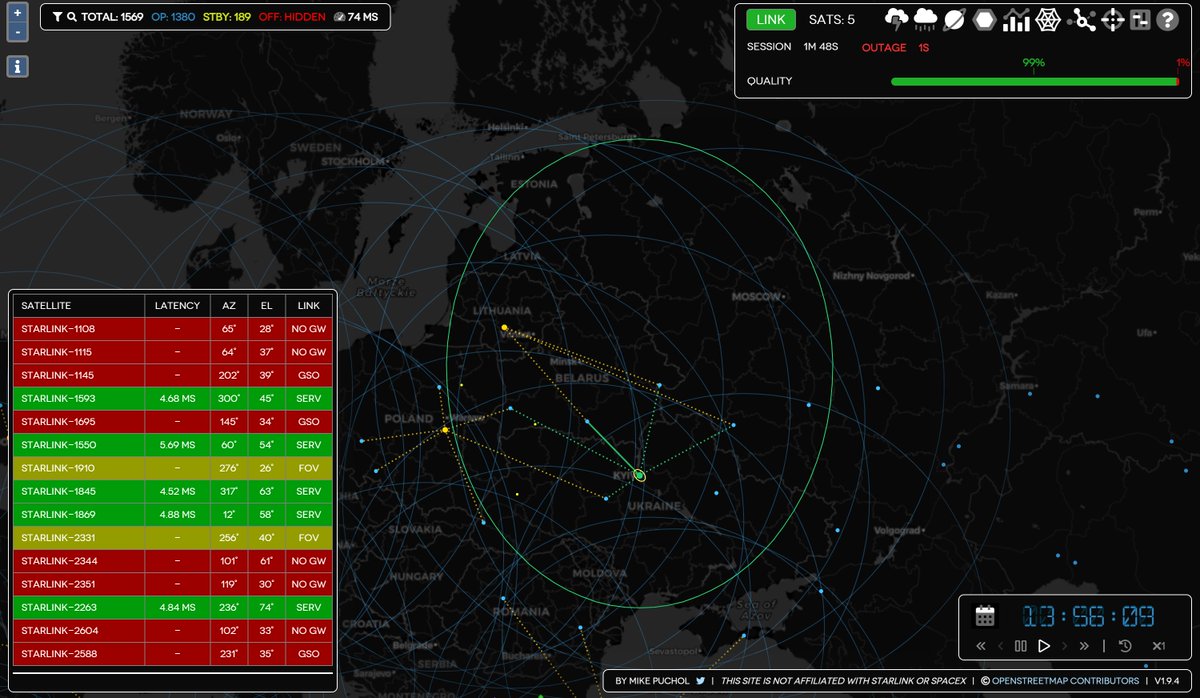 +
-
i
TOTAL: 1569 OP: 1380 STBY: 189 OFF: HIDDEN 74 MS
LINK SATS: 5 ?
SESSION 1M 48S OUTAGE 1S
99% 1%
QUALITY
Bergen
NORWAY
Oslo
SWEDEN
STOCKHOLM
Helsinki
Saint Petersburg
Tallinn
ESTONIA
Perm
LATVIA
Nizhny Novgorod
Morze
Bałtyckie
MOSCOW
Kazan
LITHUANIA
Ufa
Minsk
BELARUS
Samara
POLAND
Warsaw
KYIV
UKRAINE
SLOVAKIA
Volgograd
MOLDOVA
HUNGARY
Sea of
Azov
ROMANIA
CROATIA
Belgrade
Bucharest
Sevastopol
SERBIA
Sarajevo
MONTENEGRO
SATELLITE LATENCY AZ EL LINK
STARLINK-1108 – 65° 28° NO GW
STARLINK-1115 – 64° 37° NO GW
STARLINK-1145 – 202° 39° GSO
STARLINK-1593 4.68 MS 300° 45° SERV
STARLINK-1695 – 145° 34° GSO
STARLINK-1550 5.69 MS 60° 54° SERV
STARLINK-1910 – 276° 26° FOV
STARLINK-1845 4.52 MS 317° 63° SERV
STARLINK-1869 4.88 MS 12° 58° SERV
STARLINK-2331 – 256° 40° FOV
STARLINK-2344 – 101° 61° NO GW
STARLINK-2351 – 119° 30° NO GW
STARLINK-2263 4.84 MS 236° 74° SERV
STARLINK-2604 – 102° 33° NO GW
STARLINK-2588 – 231° 35° GSO
13:56:09
X1
BY MIKE PUCHOL | THIS SITE IS NOT AFFILIATED WITH STARLINK OR SPACEX | © OPENSTREETMAP CONTRIBUTORS | V1.9.4